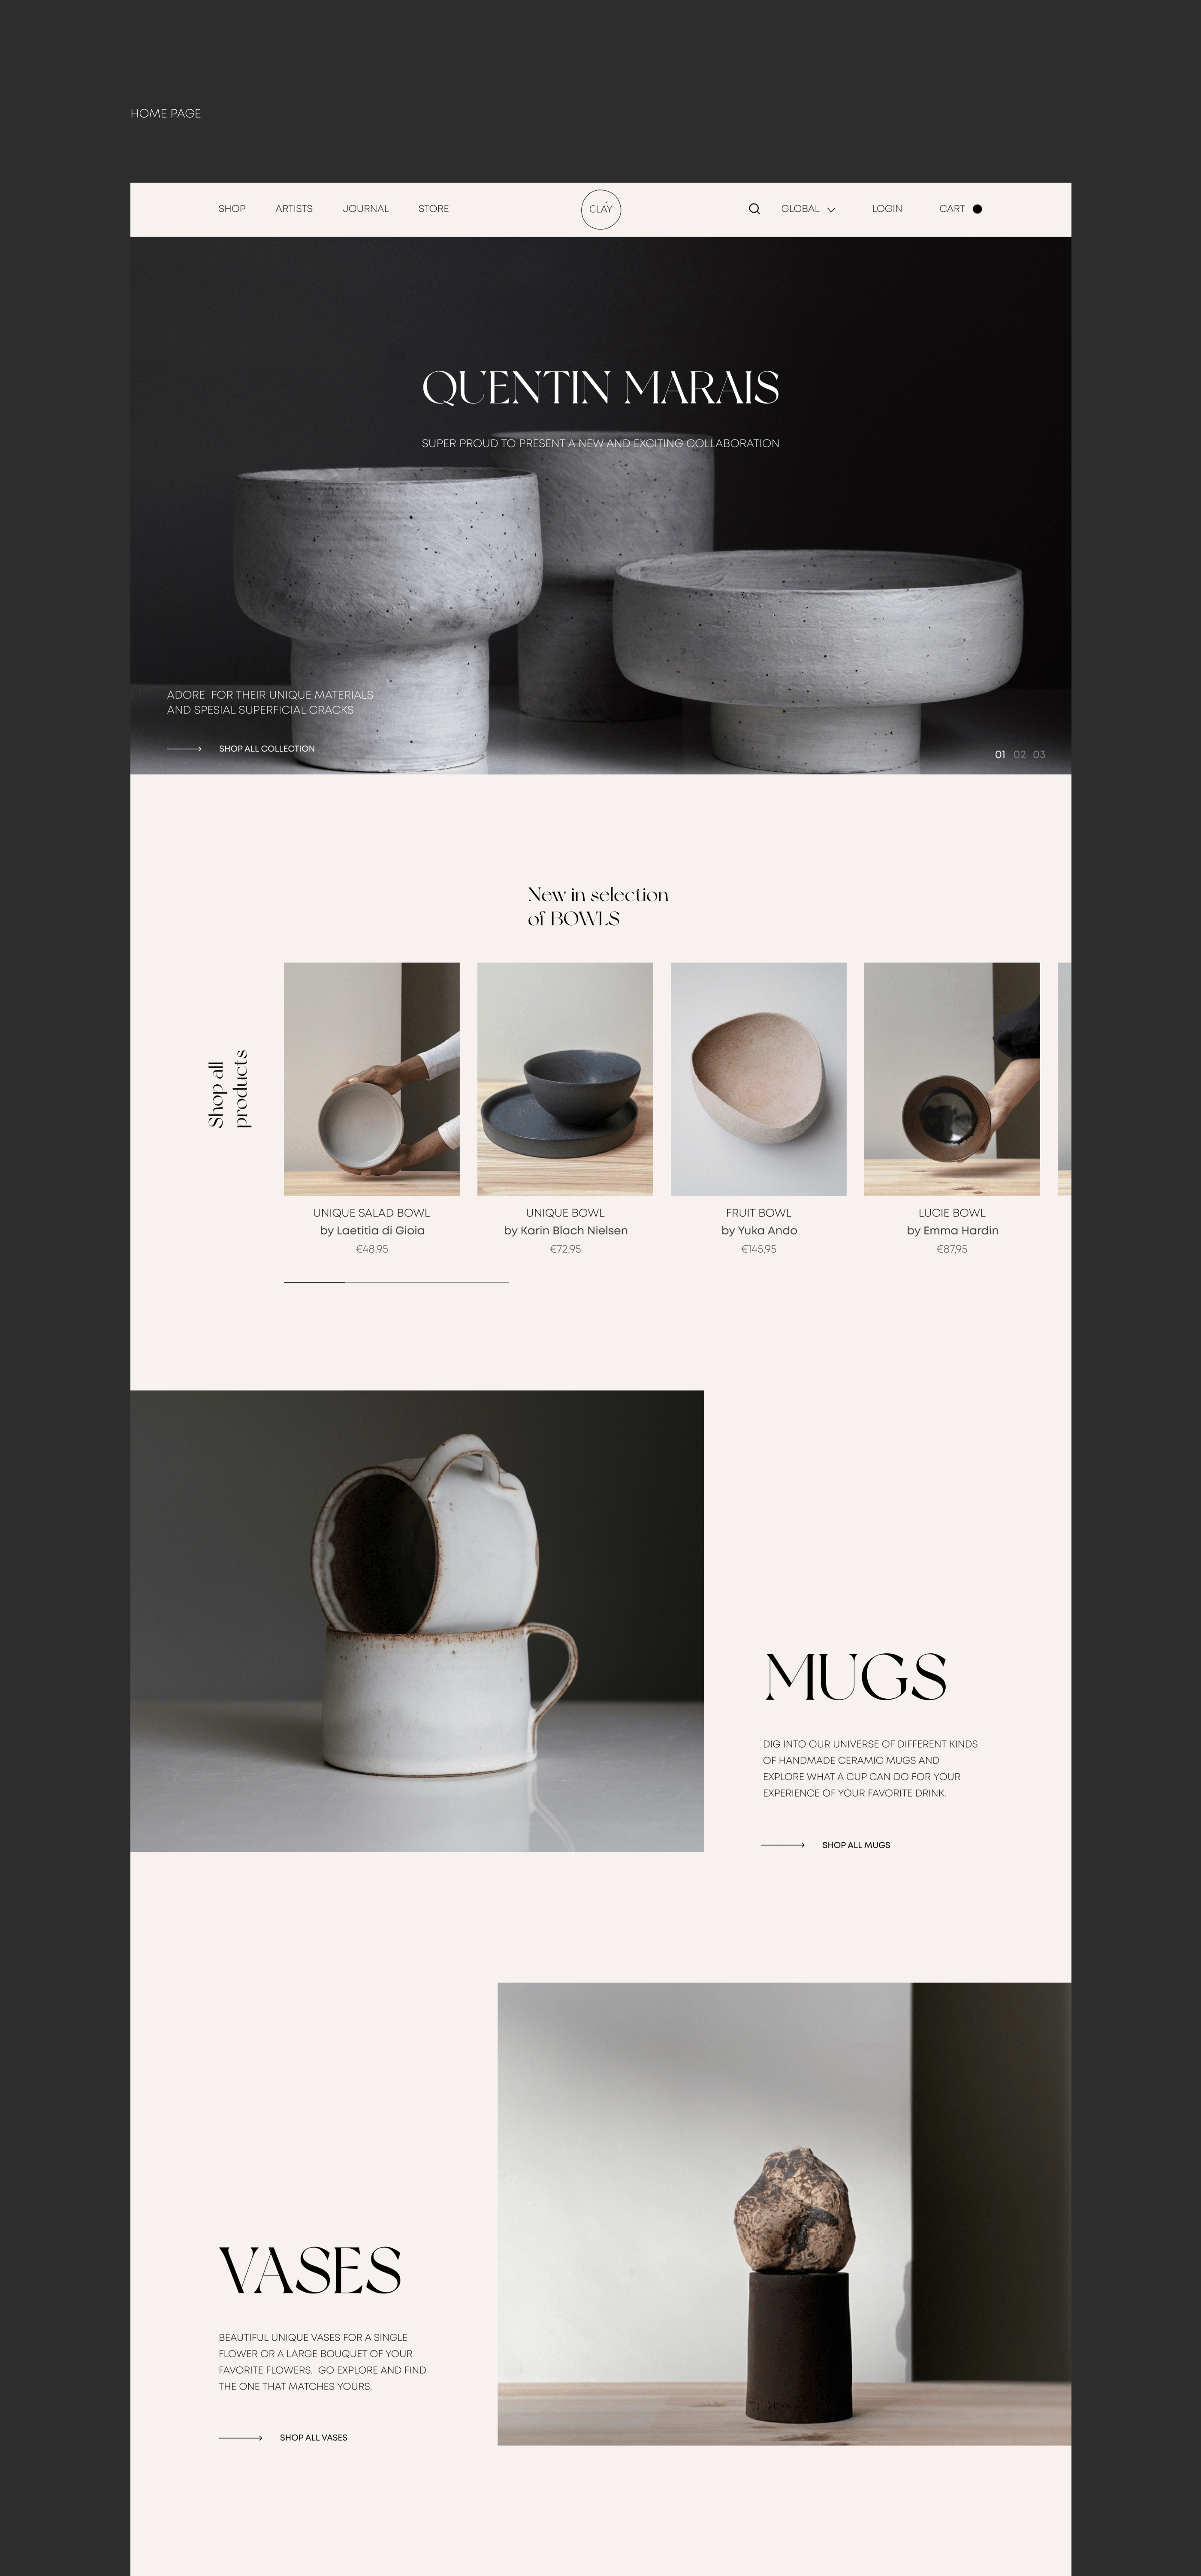 HOME PAGE
SHOP ARTISTS JOURNAL STORE CLAÝ GLOBAL LOGIN CART
QUENTIN MARAIS
SUPER PROUD TO PRESENT A NEW AND EXCITING COLLABORATION
ADORE FOR THEIR UNIQUE MATERIALS
AND SPESIAL SUPERFICIAL CRACKS
SHOP ALL COLLECTION
01 02 03
New in selection
of BOWLS
Shop all
products
UNIQUE SALAD BOWL
by Laetitia di Gioia
€48,95
UNIQUE BOWL
by Karin Blach Nielsen
€72,95
FRUIT BOWL
by Yuka Ando
€145,95
LUCIE BOWL
by Emma Hardin
€87,95
MUGS
DIG INTO OUR UNIVERSE OF DIFFERENT KINDS
OF HANDMADE CERAMIC MUGS AND
EXPLORE WHAT A CUP CAN DO FOR YOUR
EXPERIENCE OF YOUR FAVORITE DRINK.
SHOP ALL MUGS
VASES
BEAUTIFUL UNIQUE VASES FOR A SINGLE
FLOWER OR A LARGE BOUQUET OF YOUR
FAVORITE FLOWERS. GO EXPLORE AND FIND
THE ONE THAT MATCHES YOURS.
SHOP ALL VASES